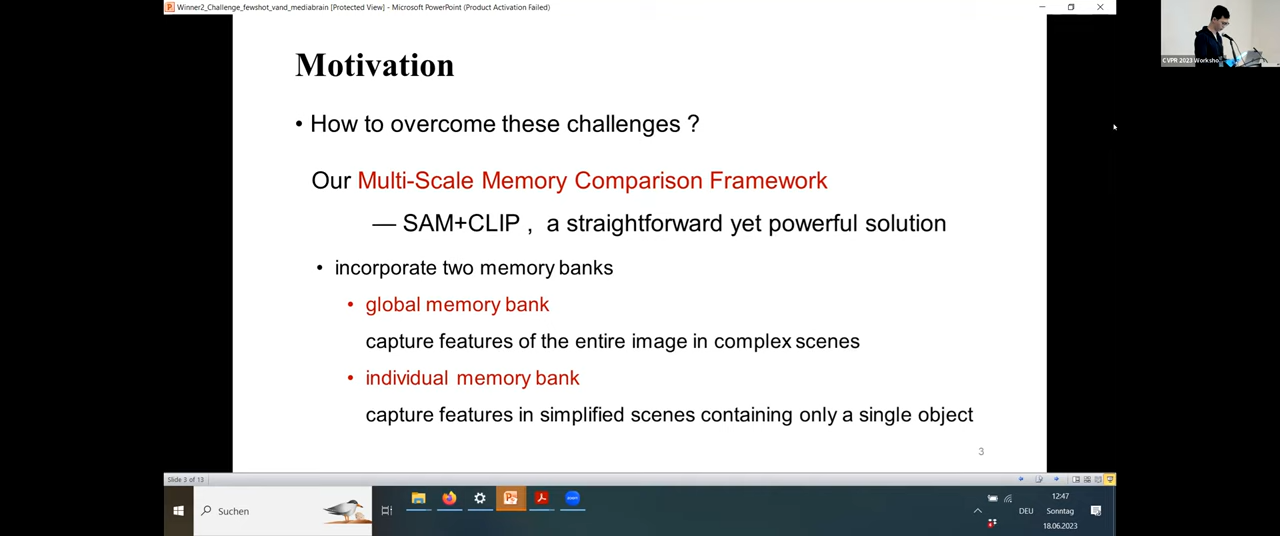 Winner2_Challenge_fewshot_vand_mediabrain [Protected View] - Microsoft PowerPoint (Product Activation Failed)
CVPR 2023 Worksho
Motivation
• How to overcome these challenges ?
Our Multi-Scale Memory Comparison Framework
— SAM+CLIP , a straightforward yet powerful solution
• incorporate two memory banks
• global memory bank
capture features of the entire image in complex scenes
• individual memory bank
capture features in simplified scenes containing only a single object
3
Slide 3 of 13
Suchen
DEU
12:47
Sonntag
18.06.2023